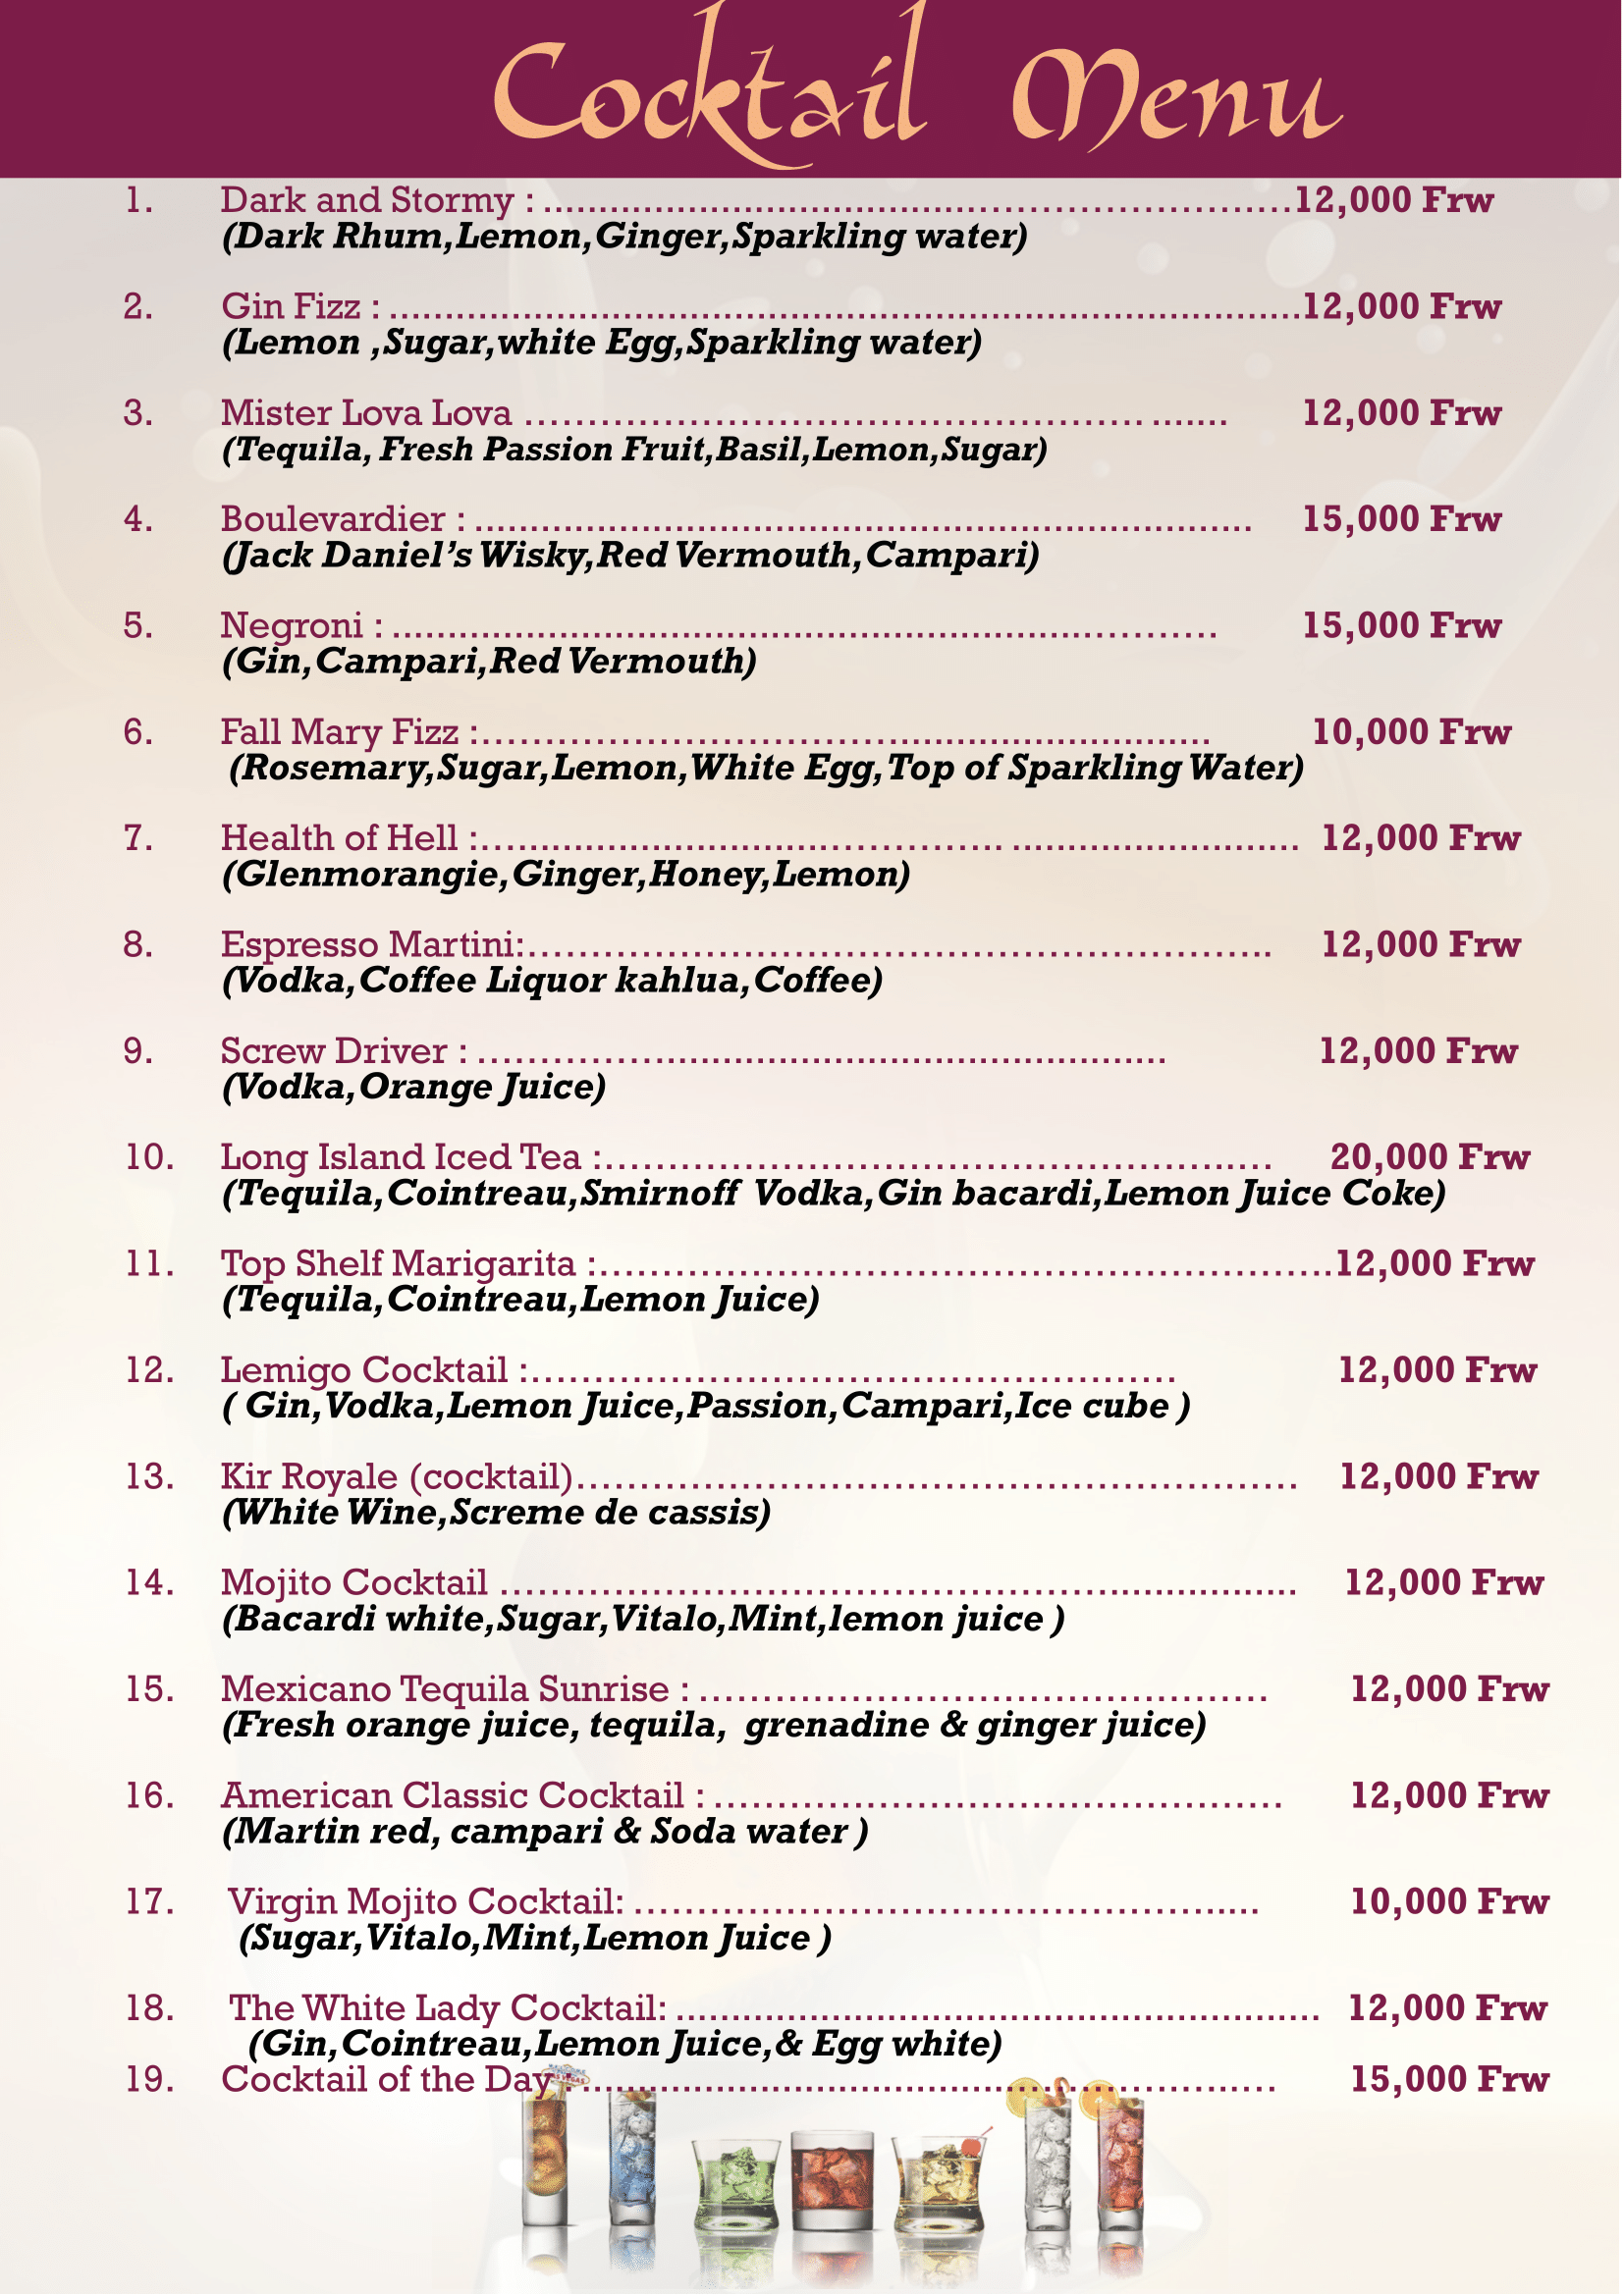 Cocktail Menu
1. Dark and Stormy : ................................................................12,000 Frw
(Dark Rhum,Lemon,Ginger,Sparkling water)
2. Gin Fizz : ................................................................12,000 Frw
(Lemon ,Sugar,white Egg,Sparkling water)
3. Mister Lova Lova ................................................................ 12,000 Frw
(Tequila, Fresh Passion Fruit,Basil,Lemon,Sugar)
4. Boulevardier : ................................................................ 15,000 Frw
(Jack Daniel’s Wisky,Red Vermouth,Campari)
5. Negroni : ................................................................ 15,000 Frw
(Gin,Campari,Red Vermouth)
6. Fall Mary Fizz :................................................................ 10,000 Frw
(Rosemary,Sugar,Lemon,White Egg,Top of Sparkling Water)
7. Health of Hell :................................................................ 12,000 Frw
(Glenmorangie,Ginger,Honey,Lemon)
8. Espresso Martini:................................................................ 12,000 Frw
(Vodka,Coffee Liquor kahlua,Coffee)
9. Screw Driver : ................................................................ 12,000 Frw
(Vodka,Orange Juice)
10. Long Island Iced Tea :................................................................ 20,000 Frw
(Tequila,Cointreau,Smirnoff Vodka,Gin bacardi,Lemon Juice Coke)
11. Top Shelf Marigarita :................................................................12,000 Frw
(Tequila,Cointreau,Lemon Juice)
12. Lemigo Cocktail :................................................................ 12,000 Frw
( Gin,Vodka,Lemon Juice,Passion,Campari,Ice cube )
13. Kir Royale (cocktail)................................................................ 12,000 Frw
(White Wine,Screme de cassis)
14. Mojito Cocktail ................................................................ 12,000 Frw
(Bacardi white,Sugar,Vitalo,Mint,lemon juice )
15. Mexicano Tequila Sunrise : ................................................................ 12,000 Frw
(Fresh orange juice, tequila, grenadine & ginger juice)
16. American Classic Cocktail : ................................................................ 12,000 Frw
(Martin red, campari & Soda water )
17. Virgin Mojito Cocktail: ................................................................ 10,000 Frw
(Sugar,Vitalo,Mint,Lemon Juice )
18. The White Lady Cocktail: ................................................................ 12,000 Frw
(Gin,Cointreau,Lemon Juice,& Egg white)
19. Cocktail of the Day ................................................................ 15,000 Frw